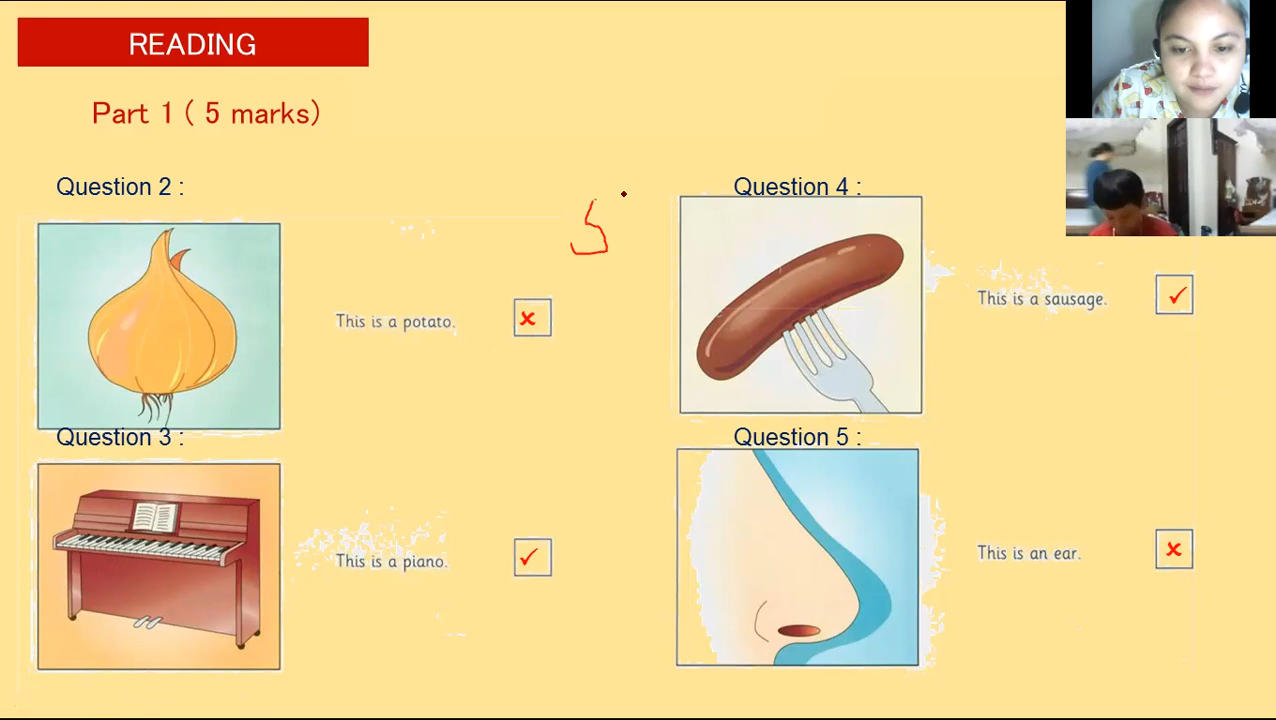 READING
Part 1 ( 5 marks)
Question 2 :
This is a potato.
Question 3 :
This is a piano.
5
Question 4 :
This is a sausage.
Question 5 :
This is an ear.